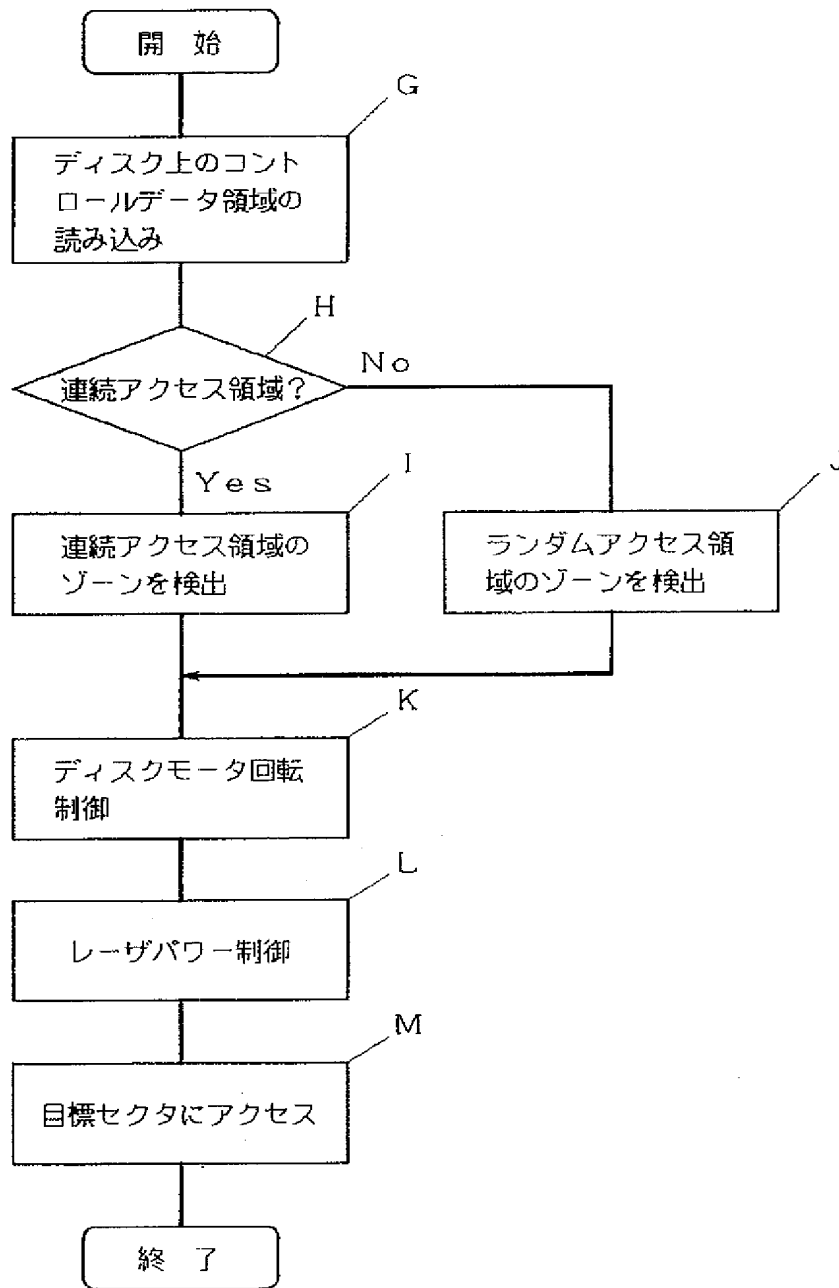 開 始
G
ディスク上のコント
ロールデータ領域の
読み込み
H
連続アクセス領域?
No
Yes
I
連続アクセス領域の
ゾーンを検出
J
ランダムアクセス領
域のゾーンを検出
K
ディスクモータ回転
制御
L
レーザパワー制御
M
目標セクタにアクセス
終 了